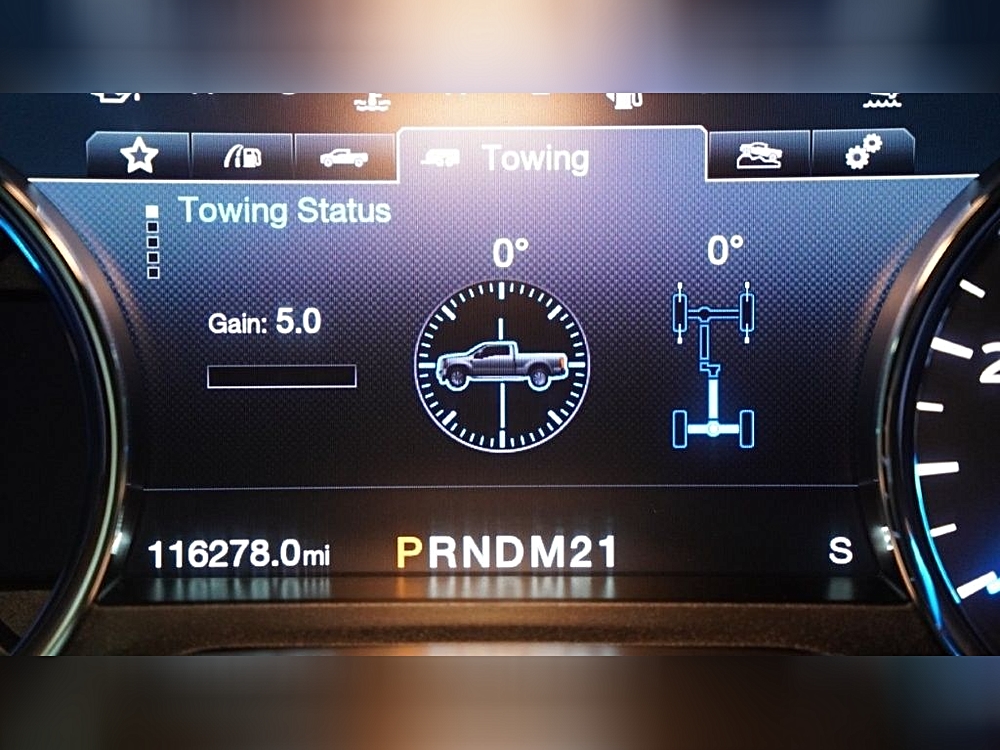 Towing
Towing Status
0°
0°
Gain: 5.0
116278.0mi
PRNDM21
S
2